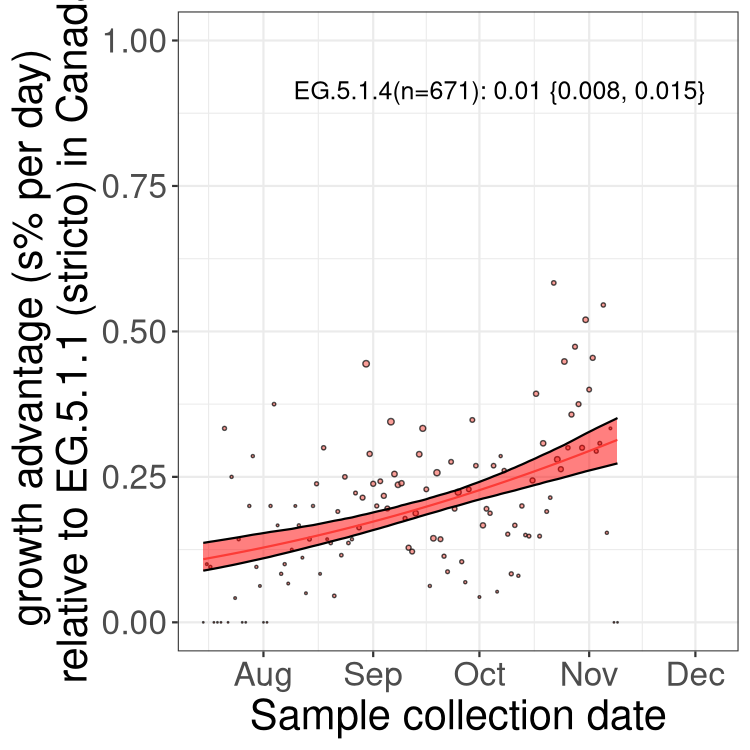 growth advantage (s% per day)
relative to EG.5.1.1 (stricto) in Canada
1.00
0.75
0.50
0.25
0.00
EG.5.1.4(n=671): 0.01 {0.008, 0.015}
Aug Sep Oct Nov Dec
Sample collection date